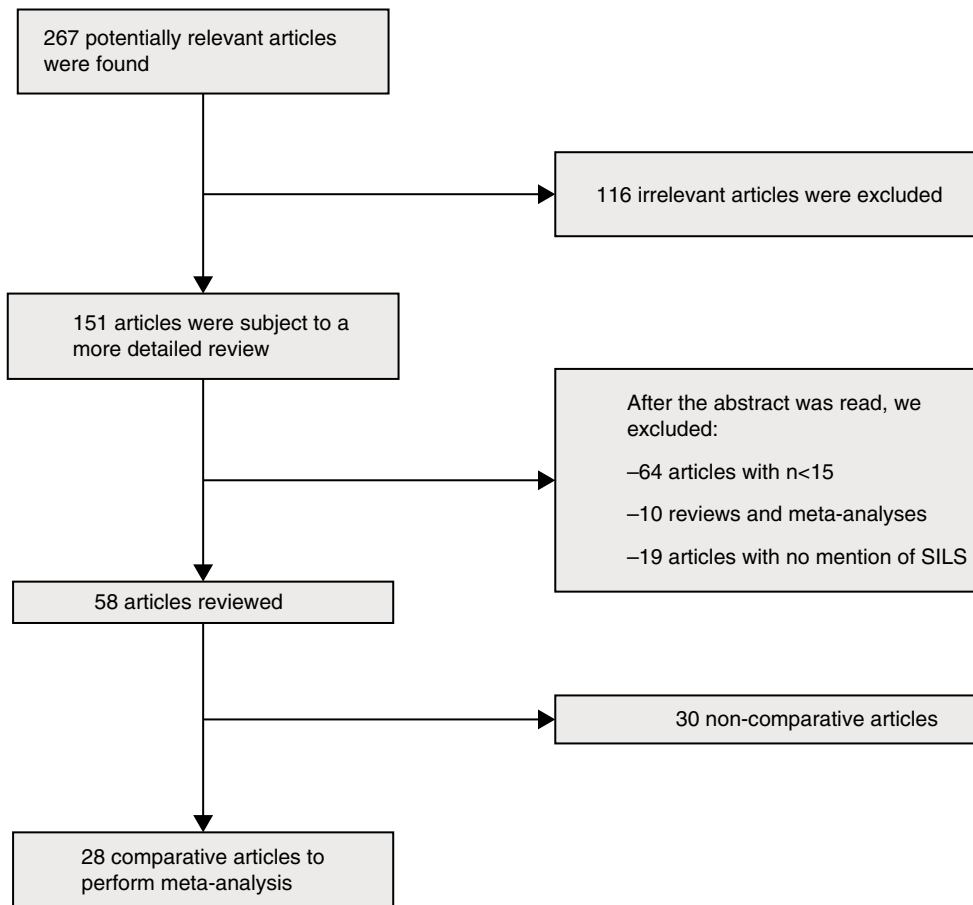 267 potentially relevant articles
were found
116 irrelevant articles were excluded
151 articles were subject to a
more detailed review
After the abstract was read, we
excluded:
–64 articles with n<15
–10 reviews and meta-analyses
–19 articles with no mention of SILS
58 articles reviewed
30 non-comparative articles
28 comparative articles to
perform meta-analysis